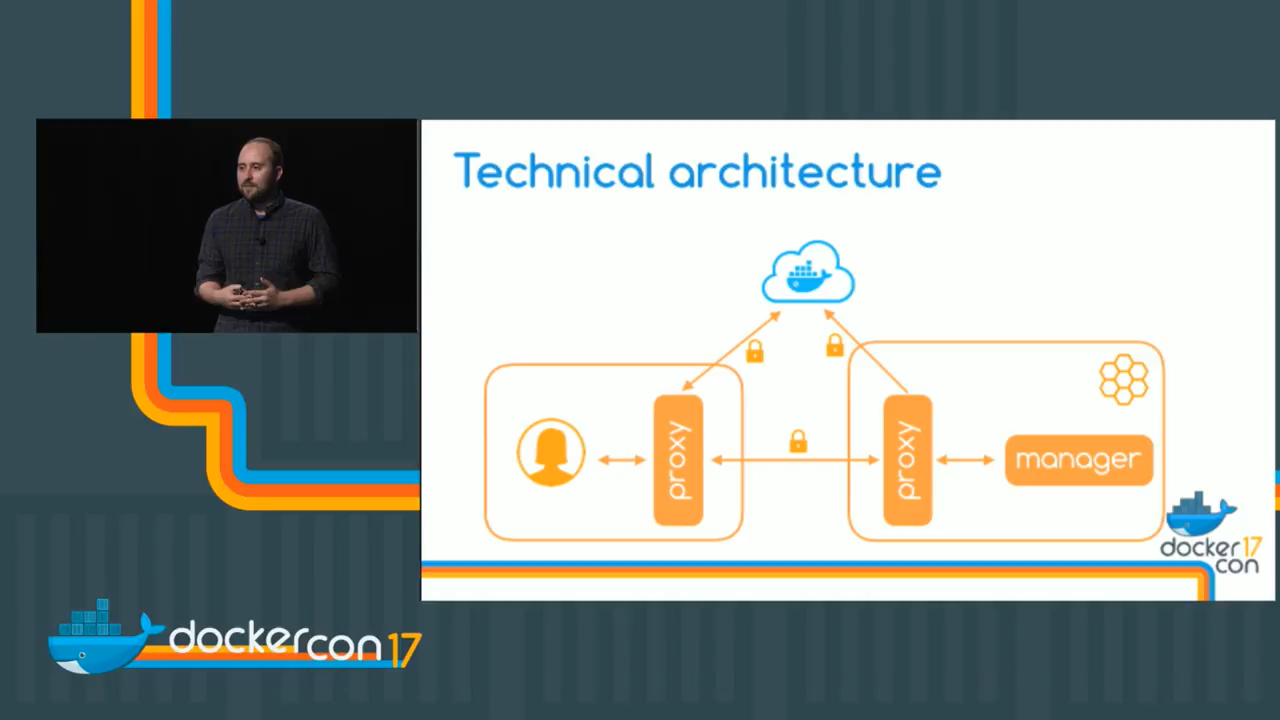 Technical architecture
proxy
proxy
manager
docker 17
con
dockercon 17